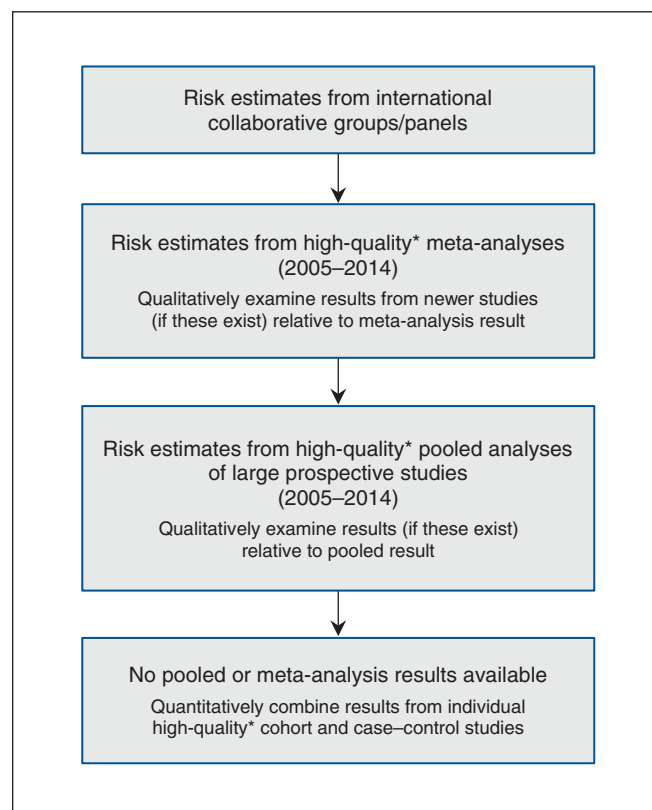 Risk estimates from international
collaborative groups/panels
Risk estimates from high-quality* meta-analyses
(2005–2014)
Qualitatively examine results from newer studies
(if these exist) relative to meta-analysis result
Risk estimates from high-quality* pooled analyses
of large prospective studies
(2005–2014)
Qualitatively examine results (if these exist)
relative to pooled result
No pooled or meta-analysis results available
Quantitatively combine results from individual
high-quality* cohort and case–control studies